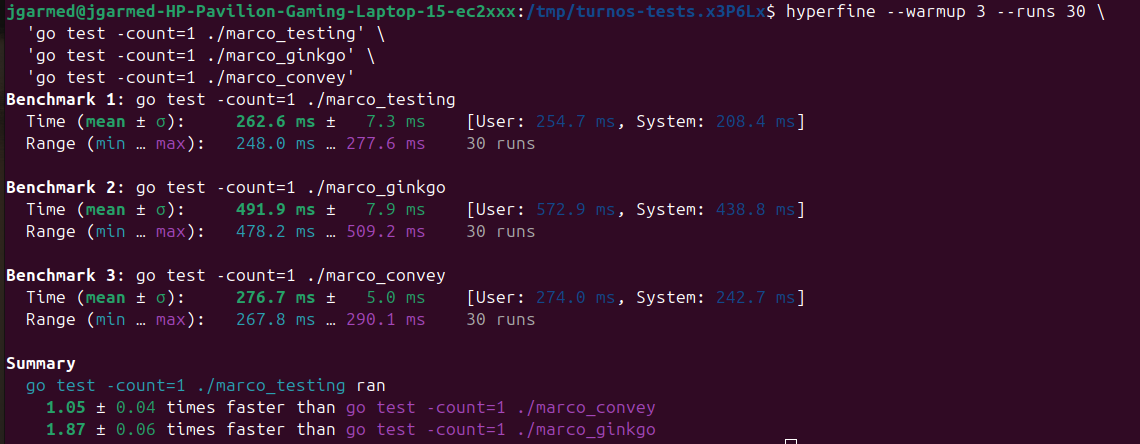 jgarmed@jgarmed-HP-Pavilion-Gaming-Laptop-15-ec2xxx:/tmp/turnos-tests.x3P6Lx$ hyperfine --warmup 3 --runs 30 \
  'go test -count=1 ./marco_testing' \
  'go test -count=1 ./marco_ginkgo' \
  'go test -count=1 ./marco_convey'
Benchmark 1: go test -count=1 ./marco_testing
  Time (mean ± σ):     262.6 ms ±   7.3 ms    [User: 254.7 ms, System: 208.4 ms]
  Range (min … max):   248.0 ms … 277.6 ms    30 runs

Benchmark 2: go test -count=1 ./marco_ginkgo
  Time (mean ± σ):     491.9 ms ±   7.9 ms    [User: 572.9 ms, System: 438.8 ms]
  Range (min … max):   478.2 ms … 509.2 ms    30 runs

Benchmark 3: go test -count=1 ./marco_convey
  Time (mean ± σ):     276.7 ms ±   5.0 ms    [User: 274.0 ms, System: 242.7 ms]
  Range (min … max):   267.8 ms … 290.1 ms    30 runs

Summary
  go test -count=1 ./marco_testing ran
    1.05 ± 0.04 times faster than go test -count=1 ./marco_convey
    1.87 ± 0.06 times faster than go test -count=1 ./marco_ginkgo